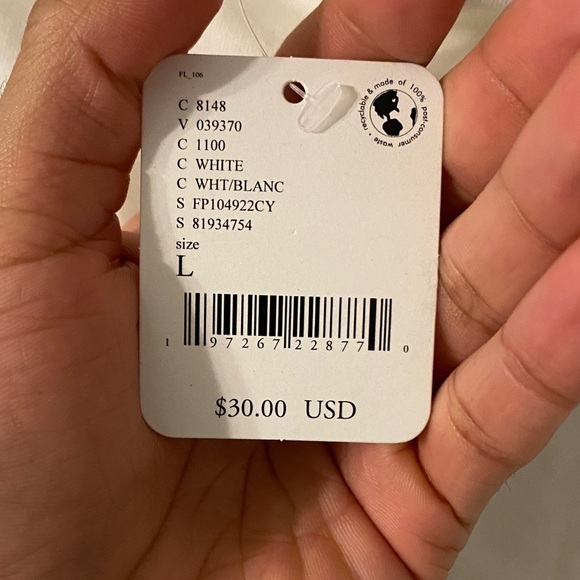 FL_106
C 8148
V 039370
C 1100
C WHITE
C WHT/BLANC
S FP104922CY
S 81934754
size
L
recyclable & made of 100% post-consumer waste •
1 97267 22877 0
$30.00 USD